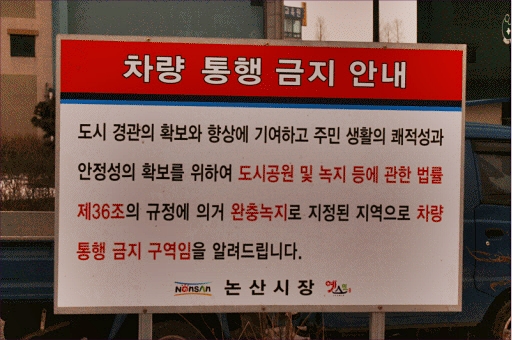 차량 통행 금지 안내
도시 경관의 확보와 향상에 기여하고 주민 생활의 쾌적성과
안정성의 확보를 위하여 도시공원 및 녹지 등에 관한 법률
제36조의 규정에 의거 완충녹지로 지정된 지역으로 차량
통행 금지 구역임을 알려드립니다.
NONSAN 논산시장